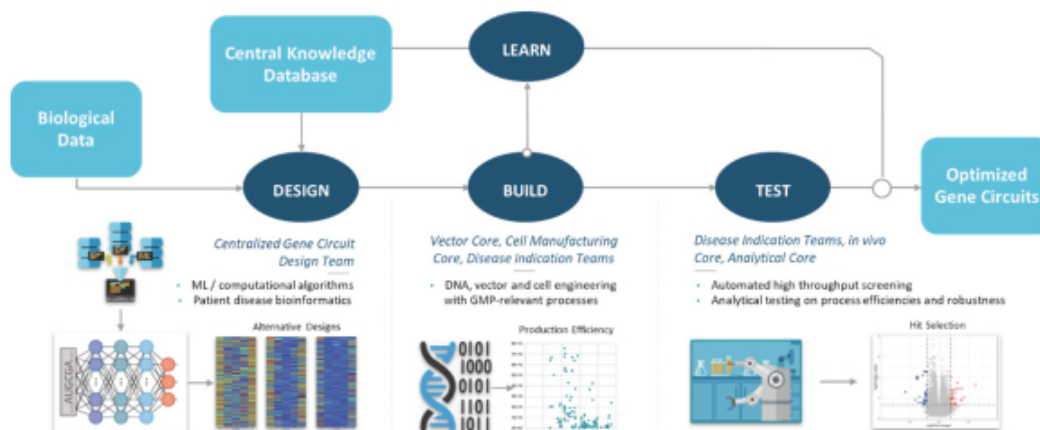 Central Knowledge
Database
LEARN
Biological
Data
DESIGN
BUILD
TEST
Optimized
Gene Circuits
Centralized Gene Circuit
Design Team
• ML / computational algorithms
• Patient disease bioinformatics
Vector Core, Cell Manufacturing
Core, Disease Indication Teams
• DNA, vector and cell engineering
with GMP-relevant processes
Disease Indication Teams, in vivo
Core, Analytical Core
• Automated high throughput screening
• Analytical testing on process efficiencies and robustness
Alternative Designs
Production Efficiency
Hit Selection
AUGCGA
0101
1000
0101
1101